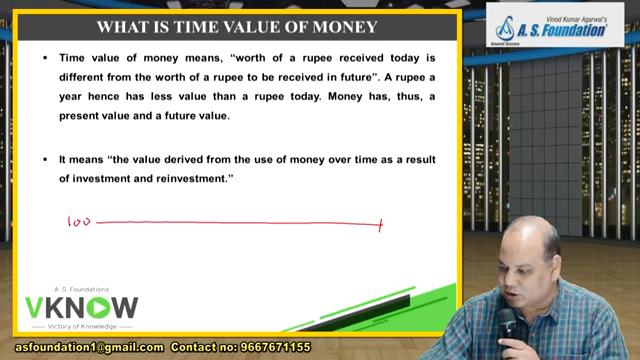 WHAT IS TIME VALUE OF MONEY
Vinod Kumar Agarwal's
A. S. Foundation
Assured Success
▪ Time value of money means, “worth of a rupee received today is
different from the worth of a rupee to be received in future”. A rupee a
year hence has less value than a rupee today. Money has, thus, a
present value and a future value.
▪ It means “the value derived from the use of money over time as a result
of investment and reinvestment.”
100
A. S. Foundation's
VKNOW
Victory of Knowledge
asfoundation1@gmail.com Contact no: 9667671155